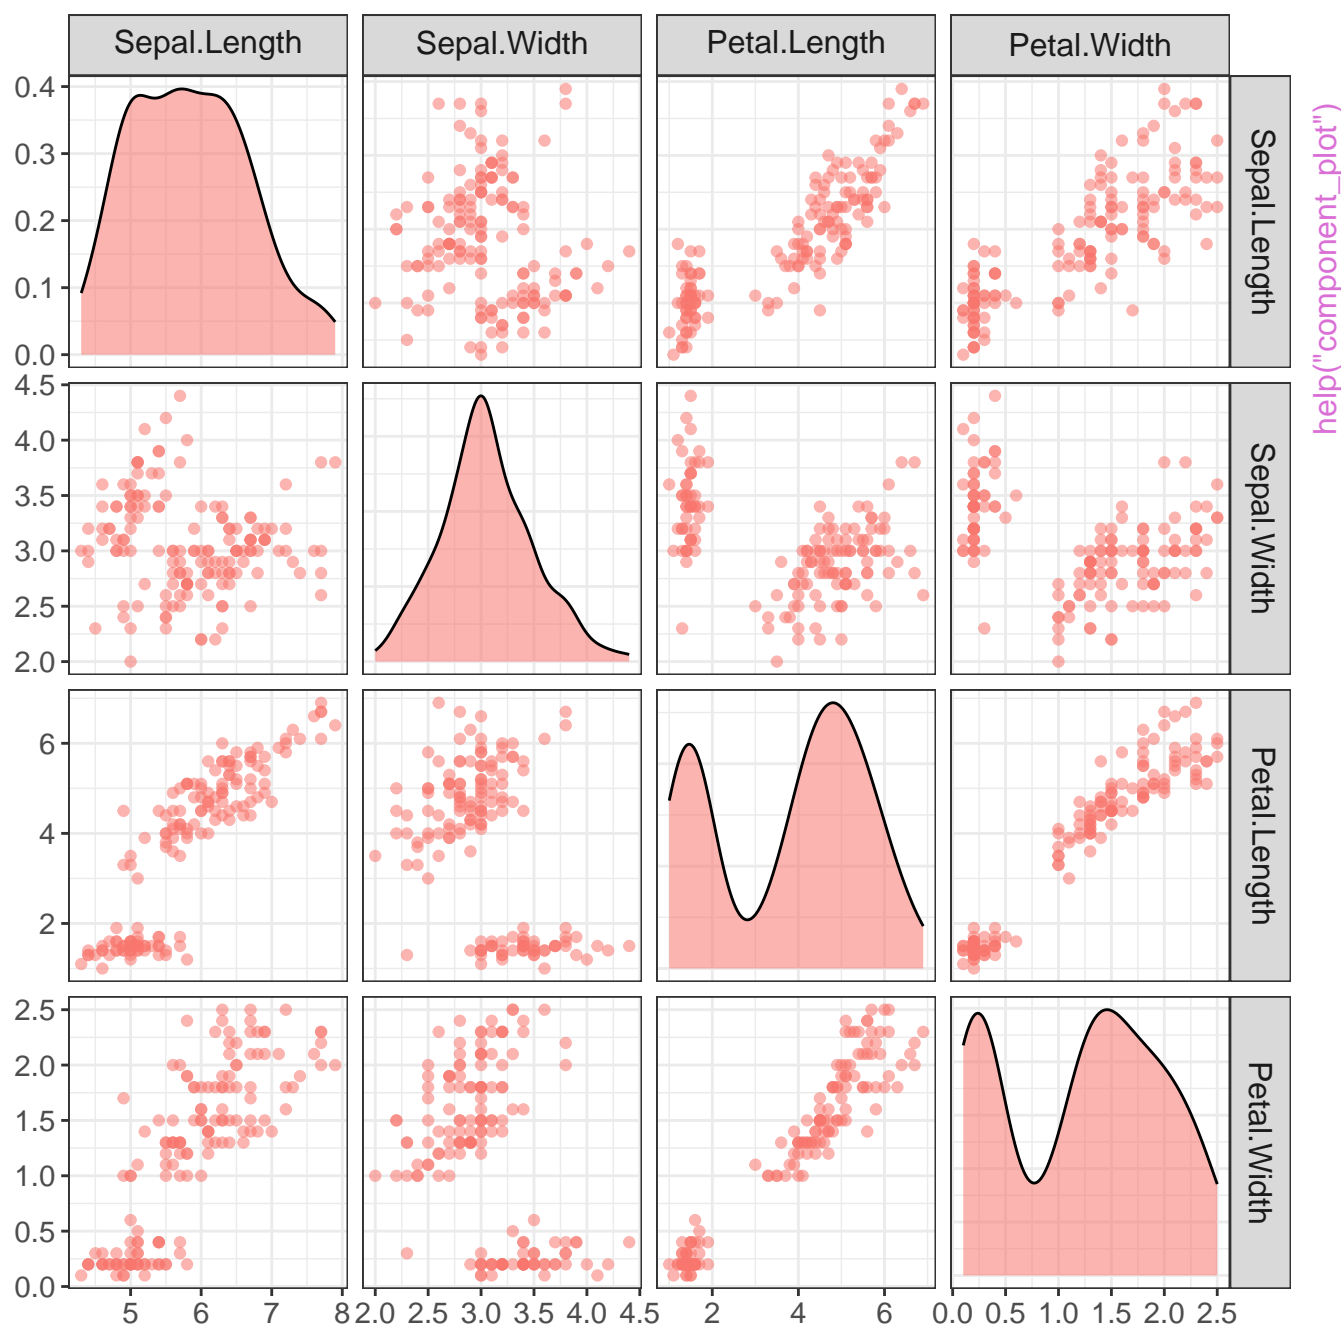 Sepal.Length Sepal.Width Petal.Length Petal.Width
help("component_plot")
0.4
0.3
0.2
0.1
0.0
Sepal.Length
4.5
4.0
3.5
3.0
2.5
2.0
Sepal.Width
6
4
2
Petal.Length
2.5
2.0
1.5
1.0
0.5
0.0
Petal.Width
5 6 7 8 2.0 2.5 3.0 3.5 4.0 4.5 2 4 6 0.0 0.5 1.0 1.5 2.0 2.5